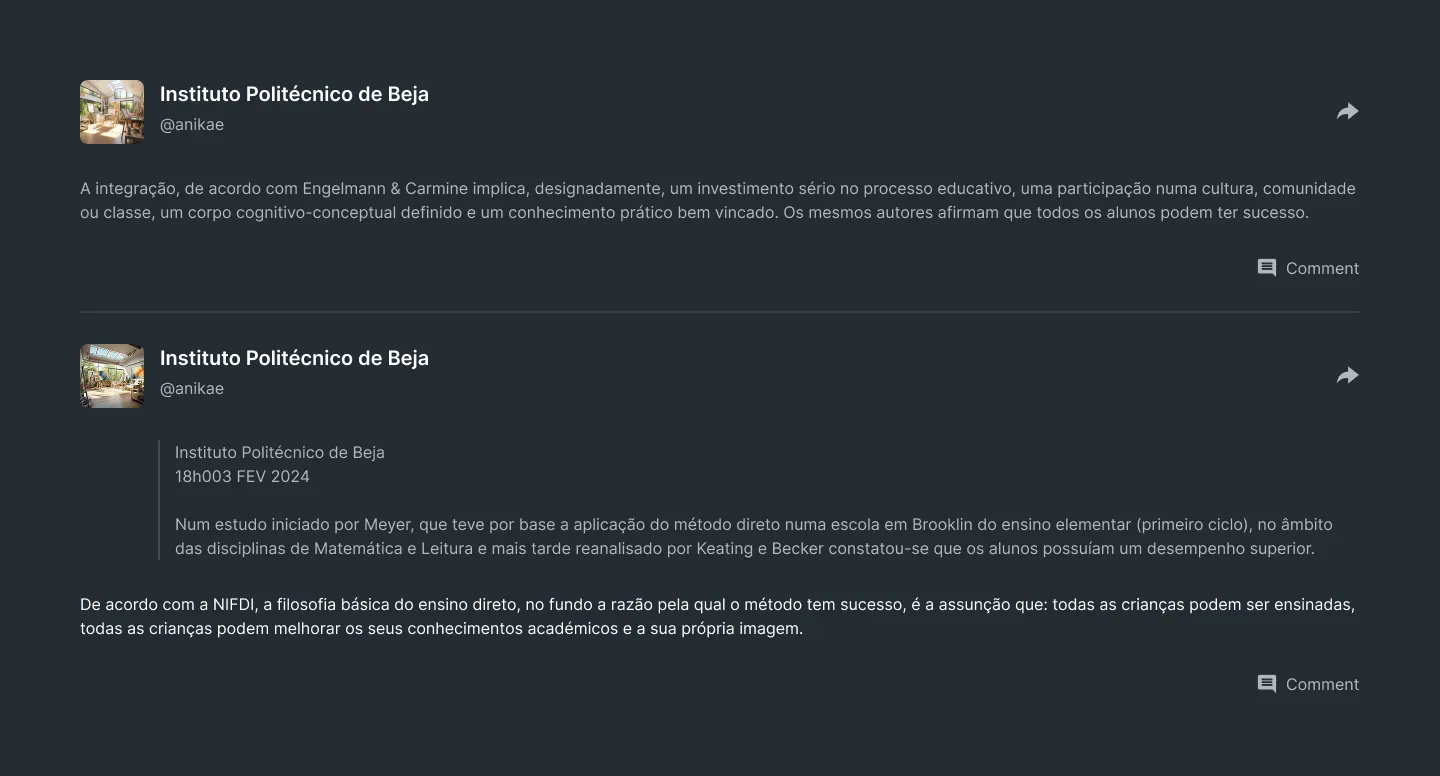 Instituto Politécnico de Beja
@anikae
A integração, de acordo com Engelmann & Carmine implica, designadamente, um investimento sério no processo educativo, uma participação numa cultura, comunidade
ou classe, um corpo cognitivo-conceptual definido e um conhecimento prático bem vincado. Os mesmos autores afirmam que todos os alunos podem ter sucesso.
Comment
Instituto Politécnico de Beja
@anikae
Instituto Politécnico de Beja
18h003 FEV 2024
Num estudo iniciado por Meyer, que teve por base a aplicação do método direto numa escola em Brooklin do ensino elementar (primeiro ciclo), no âmbito
das disciplinas de Matemática e Leitura e mais tarde reanalisado por Keating e Becker constatou-se que os alunos possuíam um desempenho superior.
De acordo com a NIFDI, a filosofia básica do ensino direto, no fundo a razão pela qual o método tem sucesso, é a assunção que: todas as crianças podem ser ensinadas,
todas as crianças podem melhorar os seus conhecimentos académicos e a sua própria imagem.
Comment